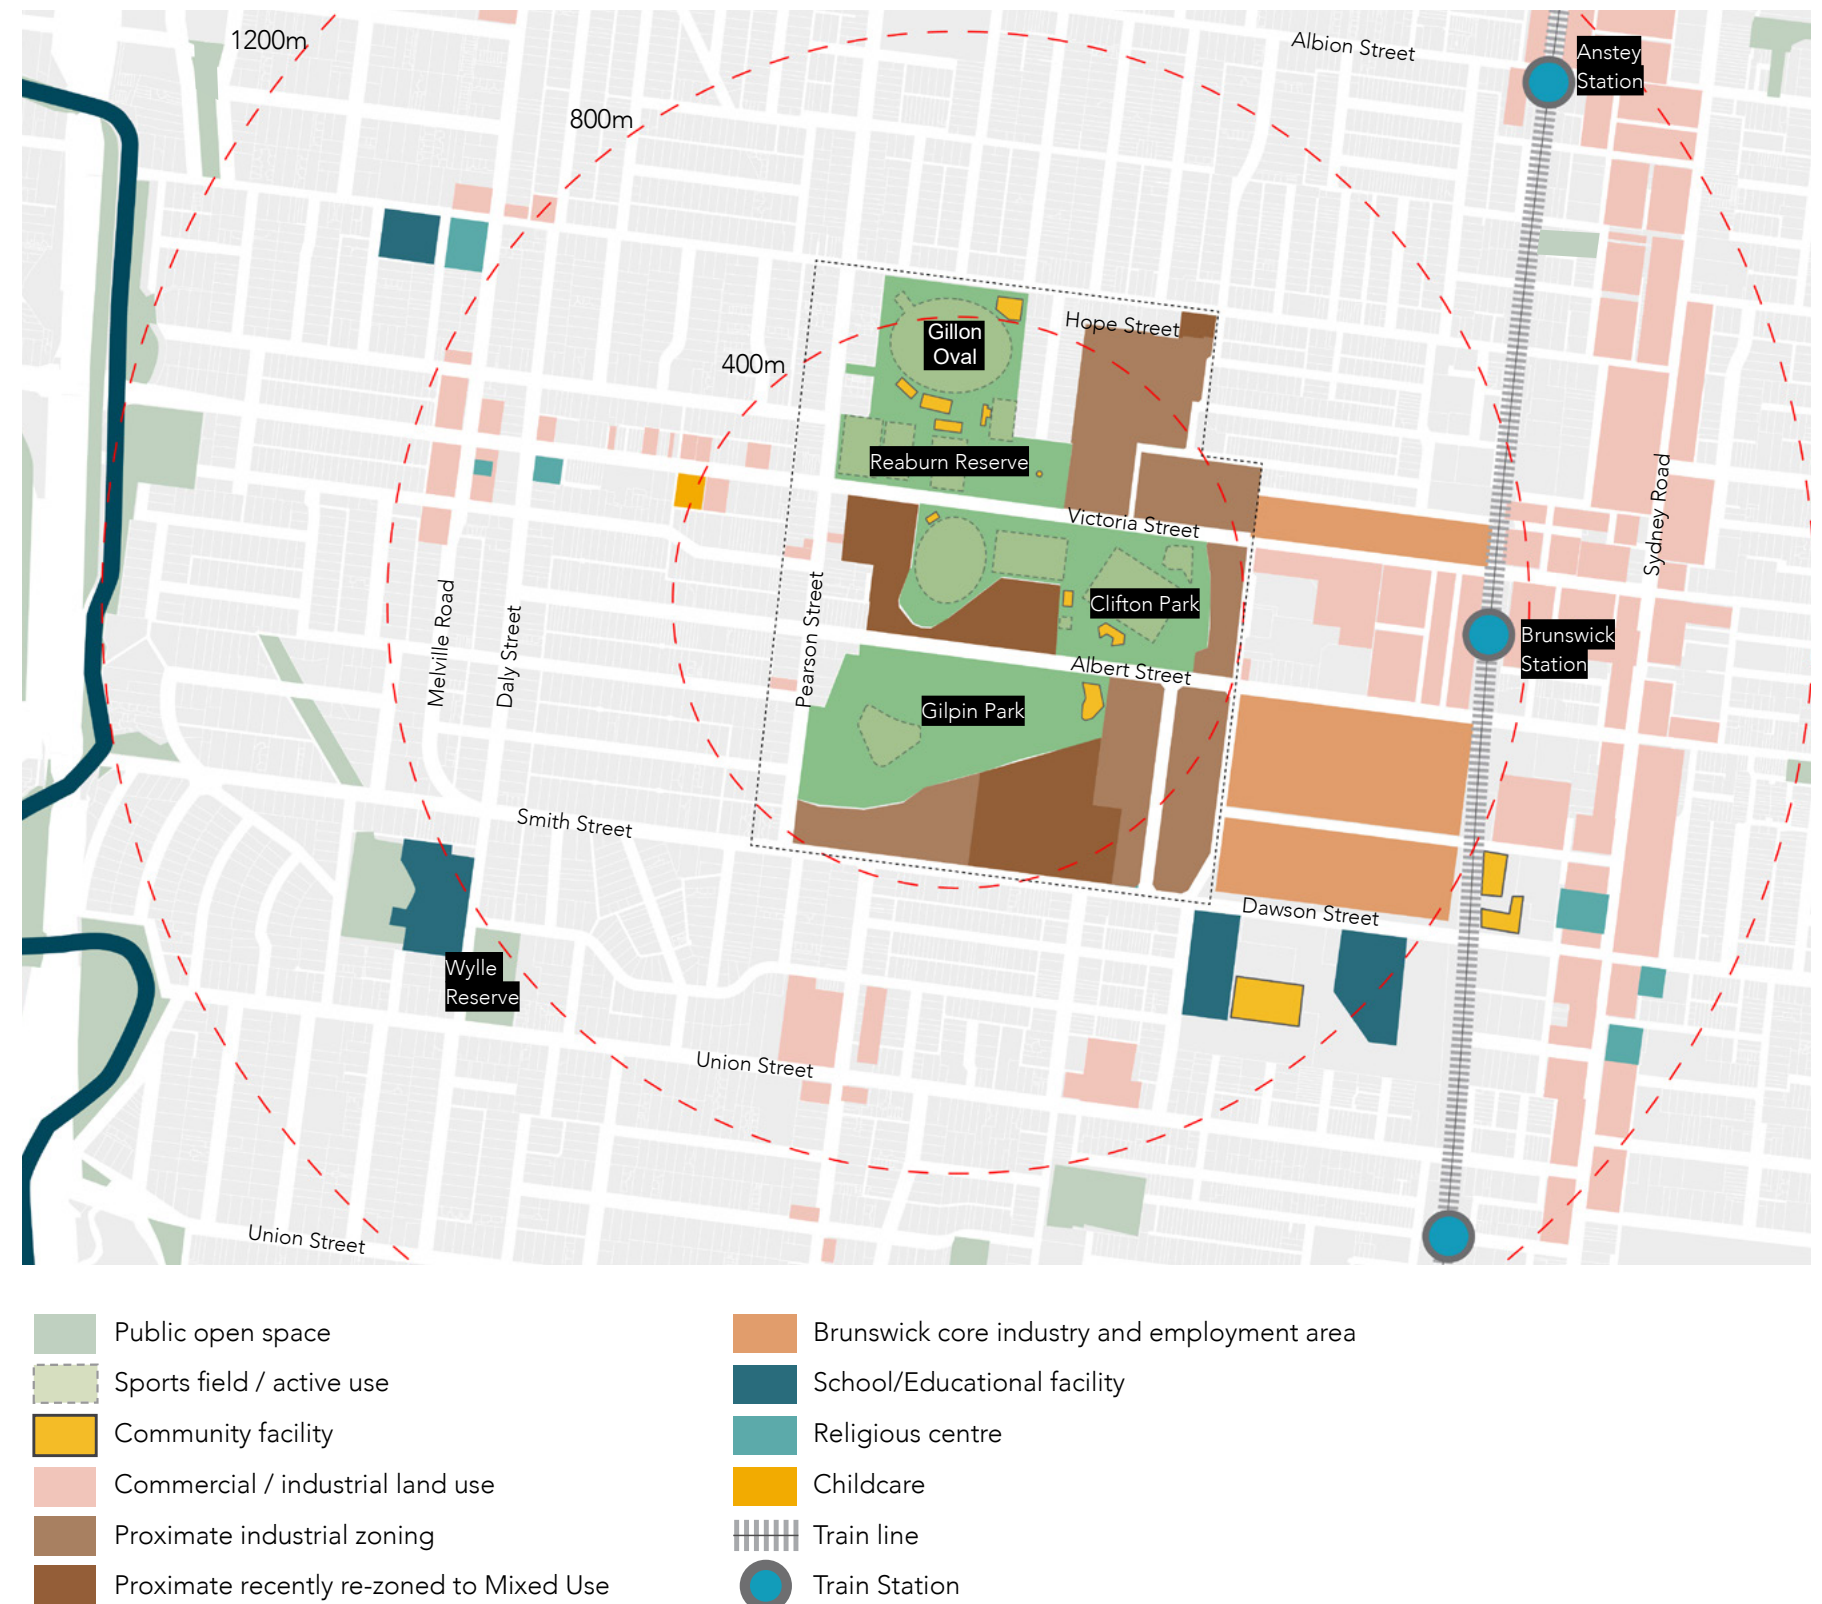 1200m
Albion Street
Anstey
Station
800m
Hope Street
Gillon
Oval
400m
Reaburn Reserve
Victoria Street
Sydney Road
Clifton Park
Brunswick
Station
Melville Road
Daly Street
Pearson Street
Albert Street
Gilpin Park
Smith Street
Dawson Street
Wylle
Reserve
Union Street
Union Street
Public open space
Sports field / active use
Community facility
Commercial / industrial land use
Proximate industrial zoning
Proximate recently re-zoned to Mixed Use
Brunswick core industry and employment area
School/Educational facility
Religious centre
Childcare
Train line
Train Station